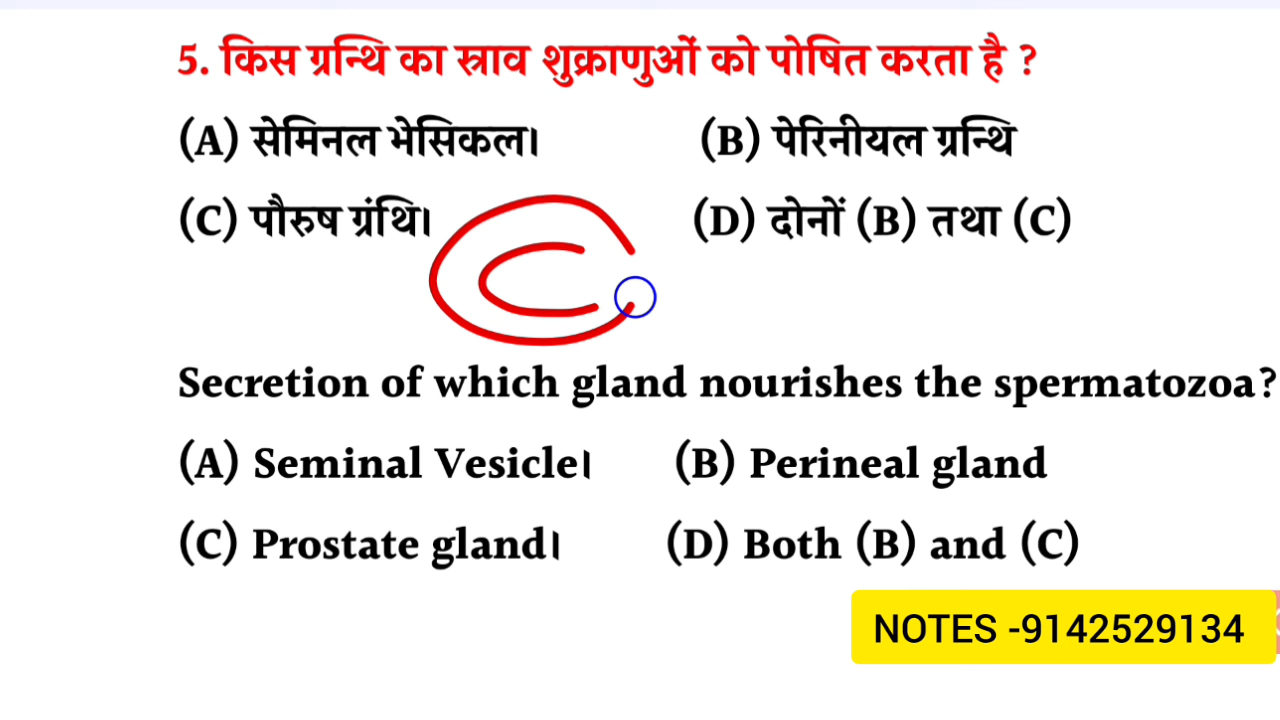 5. किस ग्रन्थि का स्राव शुक्राणुओं को पोषित करता है ?
(A) सेमिनल भेसिकल। (B) पेरिनीयल ग्रन्थि
(C) पौरुष ग्रंथि। (D) दोनों (B) तथा (C)
C
Secretion of which gland nourishes the spermatozoa?
(A) Seminal Vesicle। (B) Perineal gland
(C) Prostate gland। (D) Both (B) and (C)
NOTES -9142529134